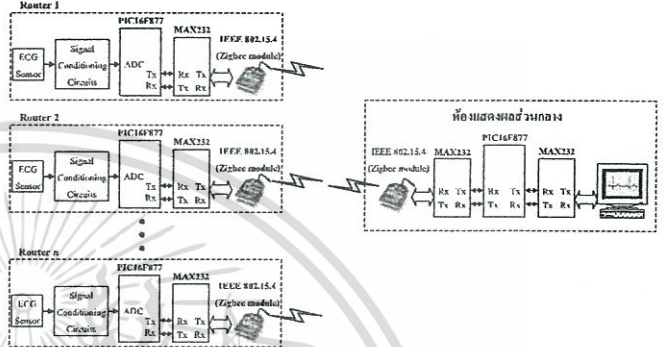 Router 1
PIC16F877
MAX232
IEEE 802.15.4
(Zigbee module)
ECG
Sensor
Signal
Conditioning
Circuits
ADC
Tx
Rx
Rx Tx
Tx Rx
Router 2
PIC16F877
MAX232
IEEE 802.15.4
(Zigbee module)
ECG
Sensor
Signal
Conditioning
Circuits
ADC
Tx
Rx
Rx Tx
Tx Rx
Router n
PIC16F877
MAX232
IEEE 802.15.4
(Zigbee module)
ECG
Sensor
Signal
Conditioning
Circuits
ADC
Tx
Rx
Rx Tx
Tx Rx
ห้องแสดงผลส่วนกลาง
PIC16F877
IEEE 802.15.4
(Zigbee module)
MAX232
MAX232
Rx Tx
Tx Rx
Rx Tx
Tx Rx
Rx Tx
Tx Rx